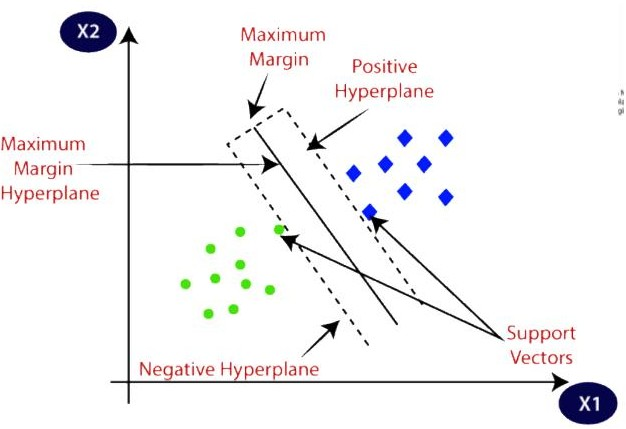 X2
Maximum
Margin
Positive
Hyperplane
Maximum
Margin
Hyperplane
Support
Vectors
Negative Hyperplane
X1